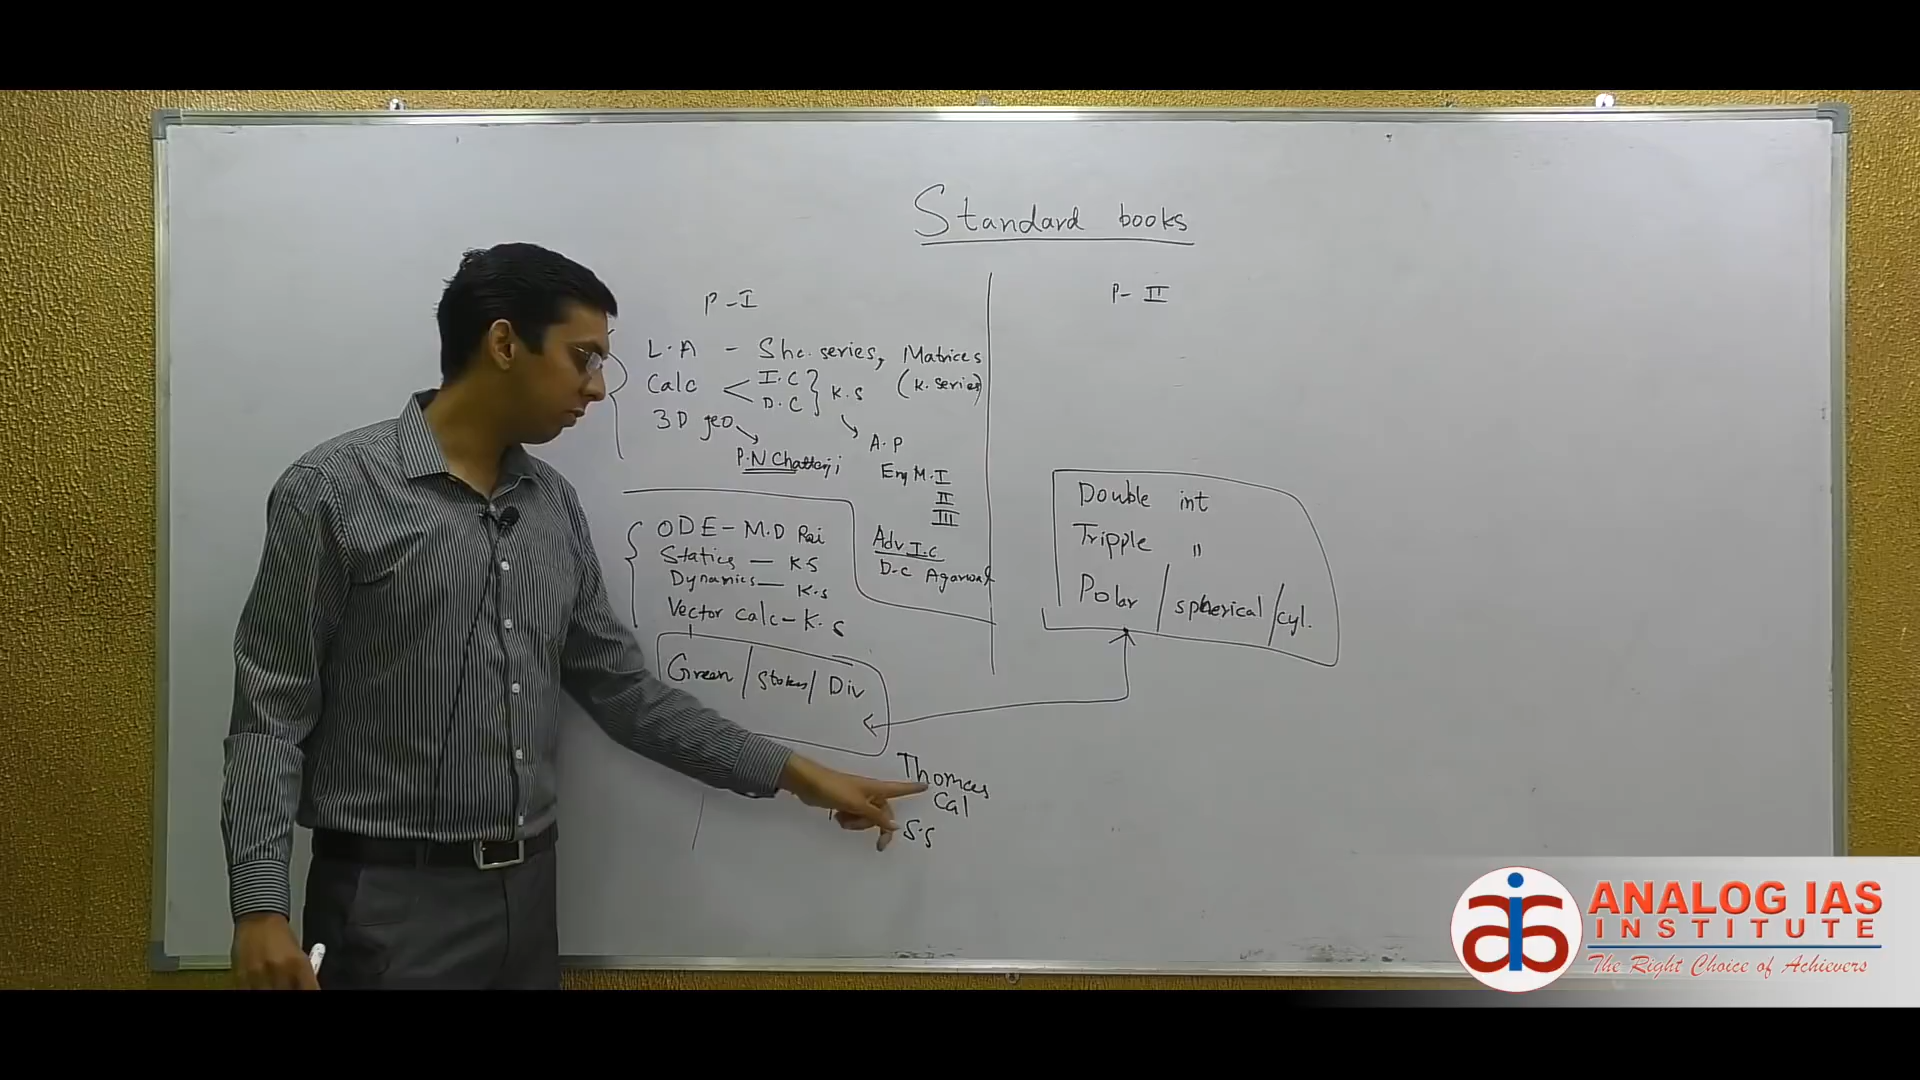 Standard books
P-I
L.A - Shc. series, Matrices
(K. series)
Calc < I.C
D.C } K.S
3D geo
P.N Chatterji
A.P
Eng M. I
II
III
ODE - M.D Rai
Statics - K.S
Dynamics - K.S
Vector calc - K.S
Adv I.C
D.C Agarwal
Green / Stokes / Div
Thomas
Cal
S.S
P- II
Double int
Tripple "
Polar / spherical / cyl.
ANALOG IAS
INSTITUTE
The Right Choice of Achievers